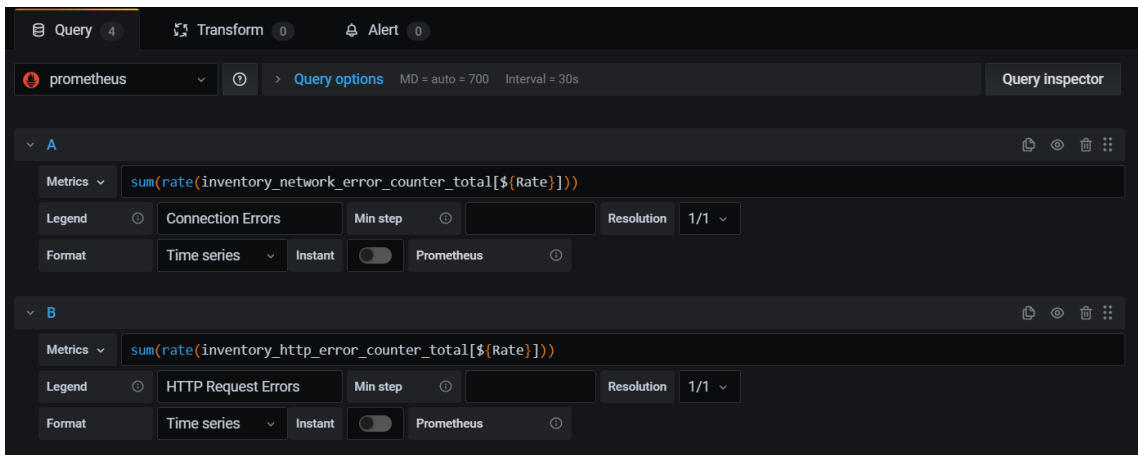 Query 4 Transform 0 Alert 0
prometheus Query options MD = auto = 700 Interval = 30s Query inspector
A
Metrics sum(rate(inventory_network_error_counter_total[${Rate}]))
Legend Connection Errors Min step Resolution 1/1
Format Time series Instant Prometheus
B
Metrics sum(rate(inventory_http_error_counter_total[${Rate}]))
Legend HTTP Request Errors Min step Resolution 1/1
Format Time series Instant Prometheus